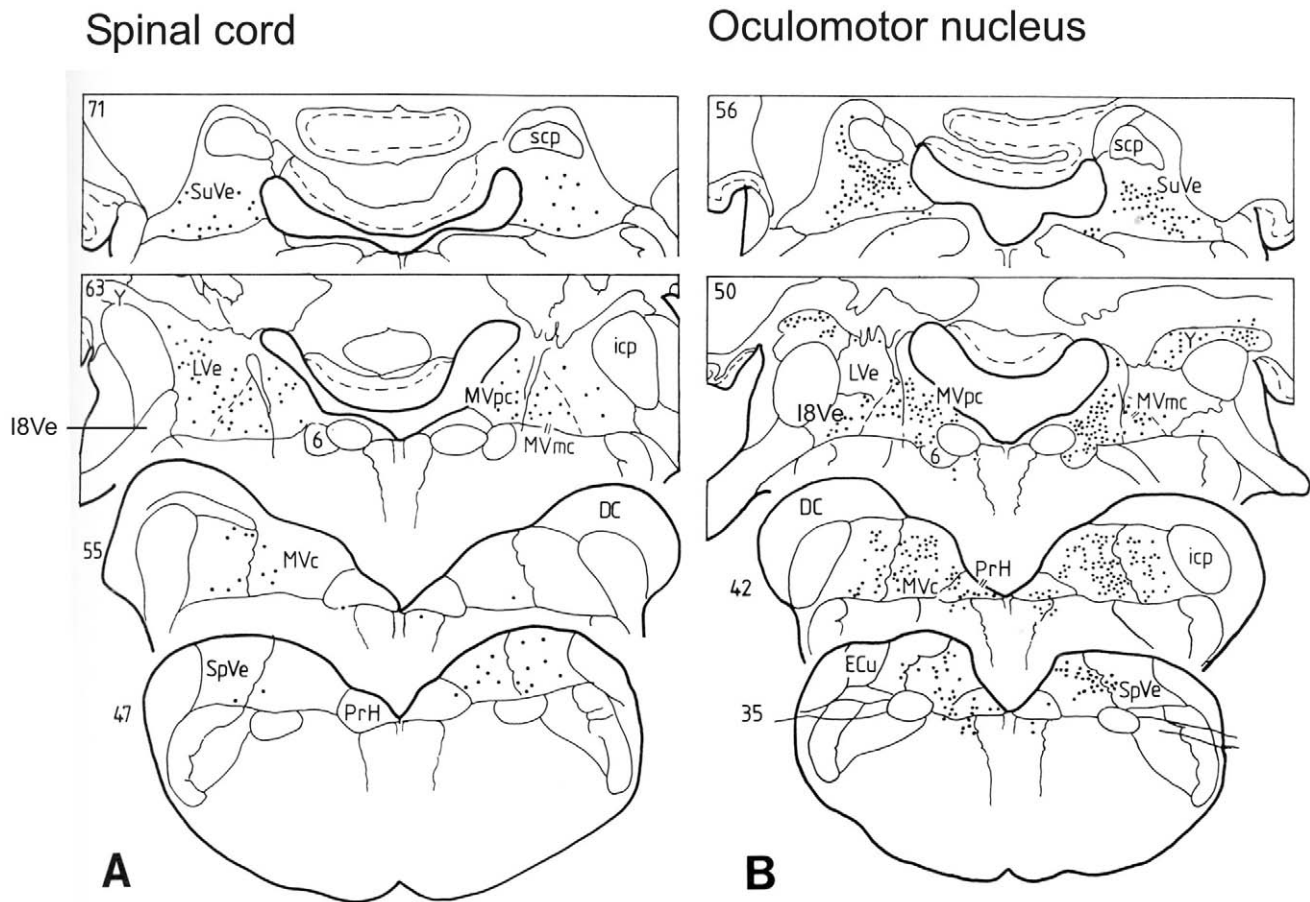 Spinal cord
Oculomotor nucleus
71
scp
SuVe
56
scp
SuVe
63
Y
LVe
icp
MVpc
I8Ve
6
MVmc
50
Y
LVe
MVpc
MVmc
I8Ve
6
55
MVc
DC
DC
PrH
icp
42
MVc
SpVe
47
PrH
ECu
SpVe
35
A
B